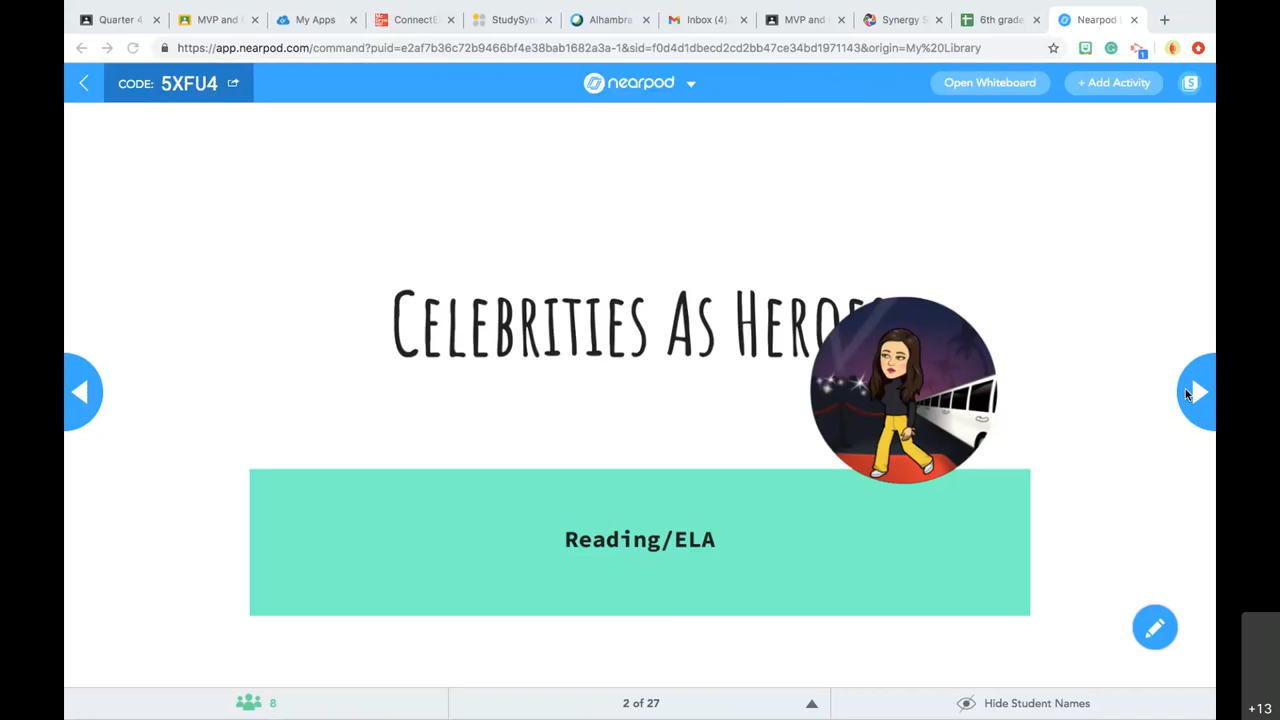 Quarter 4
MVP and
My Apps
ConnectE
StudySyn
Alhambra
Inbox (4)
MVP and
Synergy S
6th grade
Nearpod L
https://app.nearpod.com/command?puid=e2af7b36c72b9466bf4e38bab1682a3a-1&sid=f0d4d1dbecd2cd2bb47ce34bd1971143&origin=My%20Library
1
CODE: 5XFU4
nearpod
Open Whiteboard
+ Add Activity
S
Celebrities As Heroes
Reading/ELA
8
2 of 27
Hide Student Names
+13